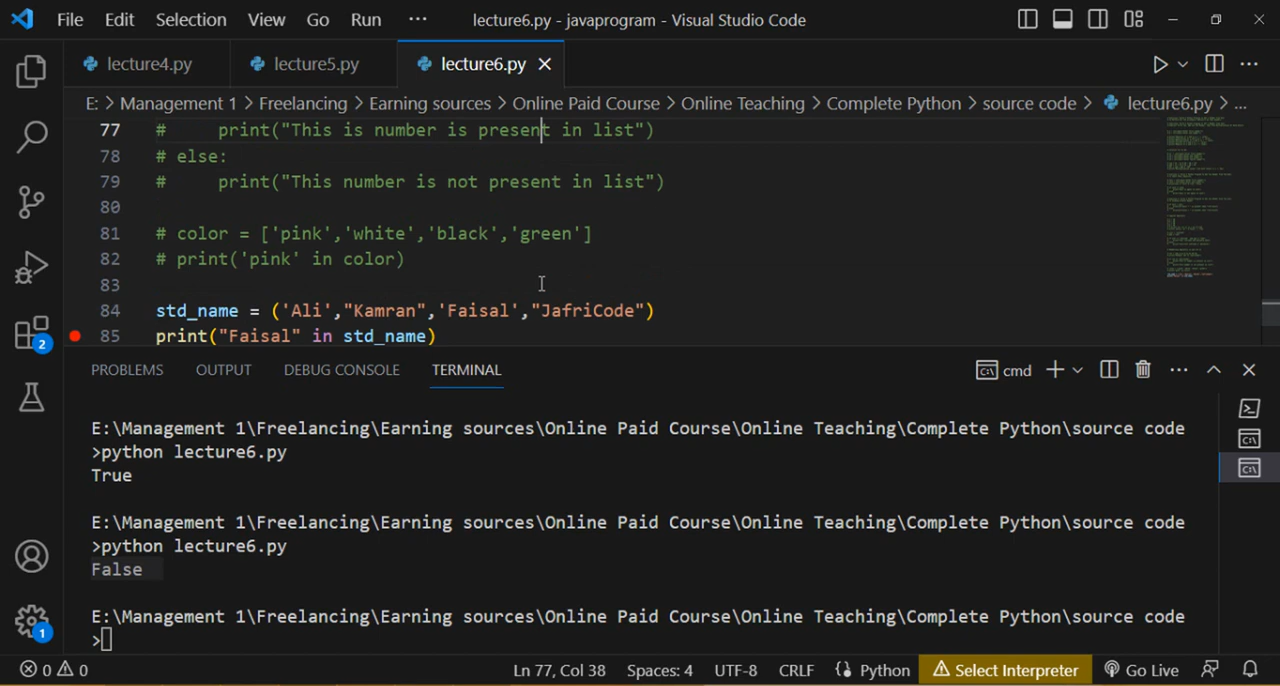 File Edit Selection View Go Run ··· lecture6.py - javaprogram - Visual Studio Code
lecture4.py lecture5.py lecture6.py
E: > Management 1 > Freelancing > Earning sources > Online Paid Course > Online Teaching > Complete Python > source code > lecture6.py > ...
77 #     print("This is number is present in list")
78 # else:
79 #     print("This number is not present in list")
80
81 # color = ['pink','white','black','green']
82 # print('pink' in color)
83
84 std_name = ('Ali',"Kamran",'Faisal',"JafriCode")
85 print("Faisal" in std_name)
2
PROBLEMS OUTPUT DEBUG CONSOLE TERMINAL cmd
E:\Management 1\Freelancing\Earning sources\Online Paid Course\Online Teaching\Complete Python\source code
>python lecture6.py
True
E:\Management 1\Freelancing\Earning sources\Online Paid Course\Online Teaching\Complete Python\source code
>python lecture6.py
False
E:\Management 1\Freelancing\Earning sources\Online Paid Course\Online Teaching\Complete Python\source code
>
1
0 0 Ln 77, Col 38 Spaces: 4 UTF-8 CRLF Python Select Interpreter Go Live